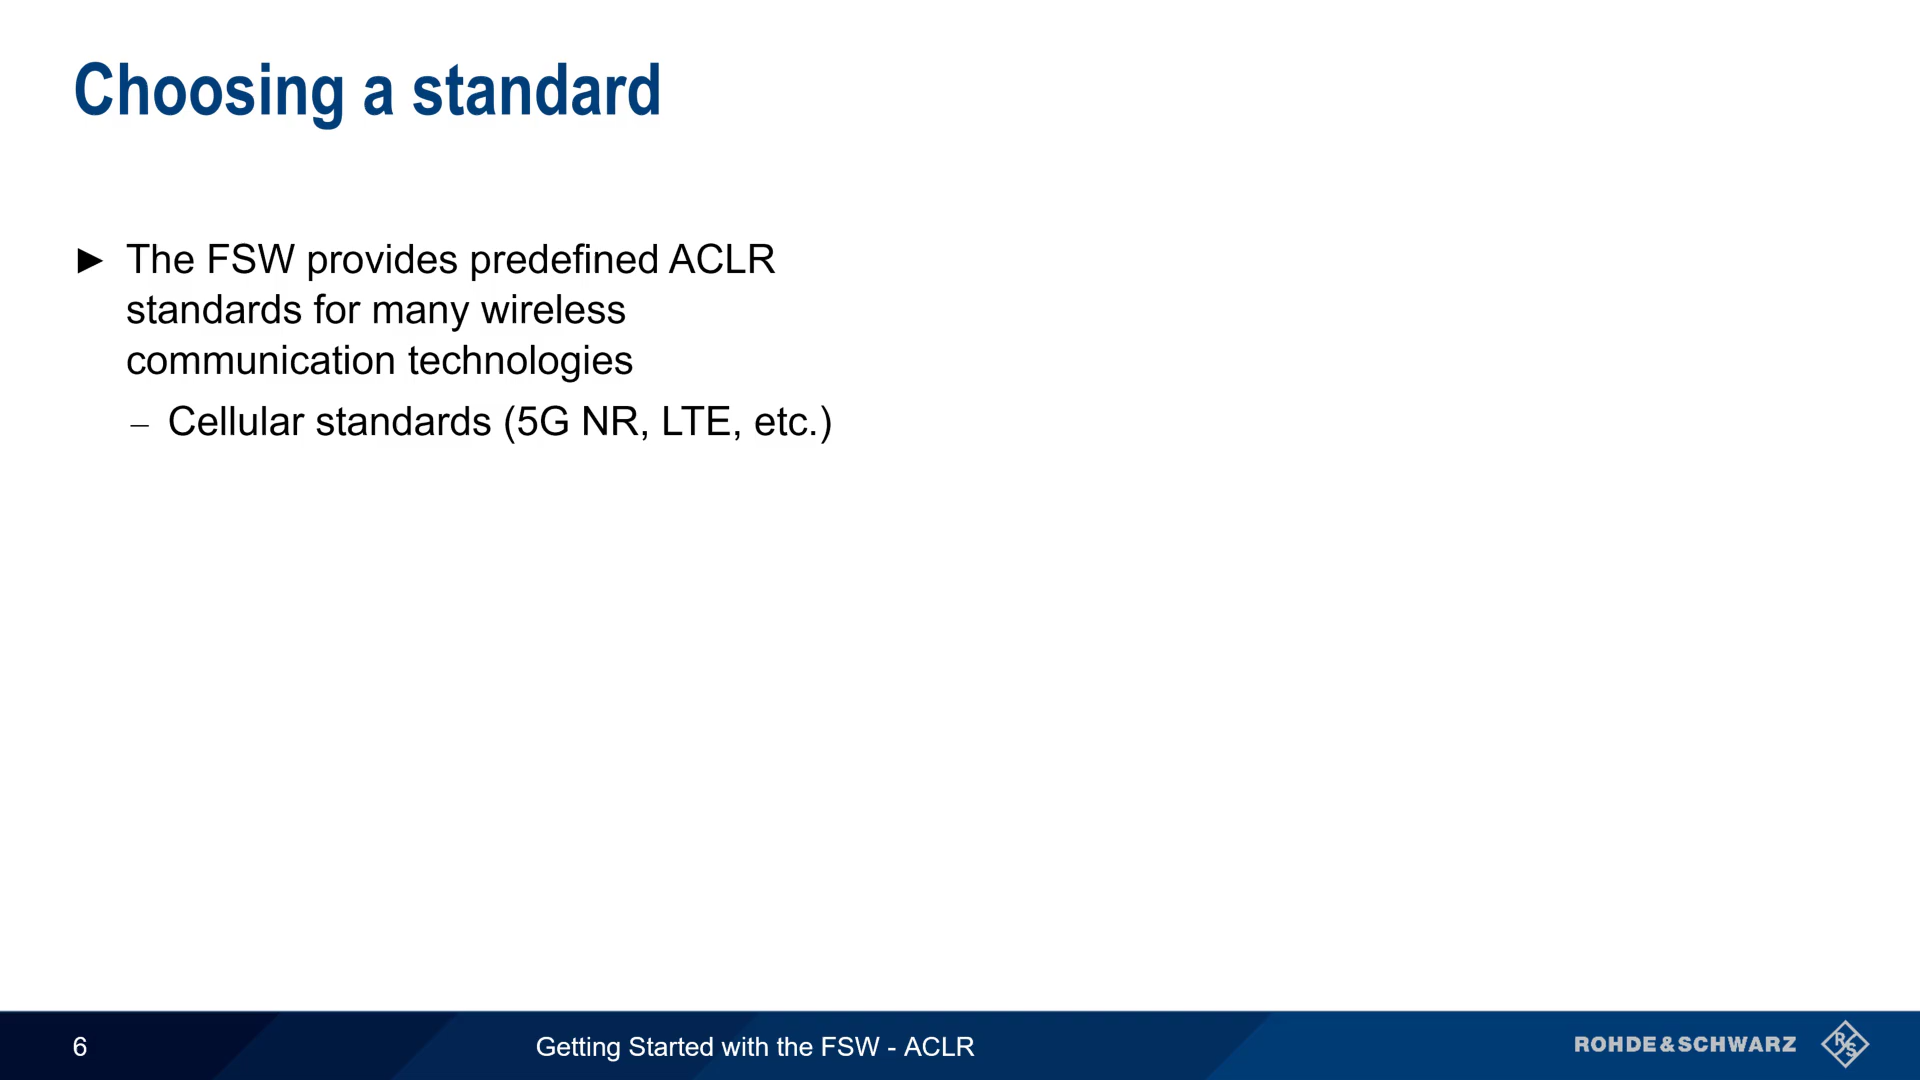 Choosing a standard
► The FSW provides predefined ACLR
standards for many wireless
communication technologies
– Cellular standards (5G NR, LTE, etc.)
6
Getting Started with the FSW - ACLR
ROHDE&SCHWARZ
R&S